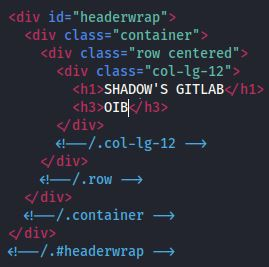 <div id="headerwrap">
<div class="container">
<div class="row centered">
<div class="col-lg-12">
<h1>SHADOW'S GITLAB</h1>
<h3>OIB</h3>
</div>
<!--/.col-lg-12 -->
</div>
<!--/.row -->
</div>
<!--/.container -->
</div>
<!--/.#headerwrap -->